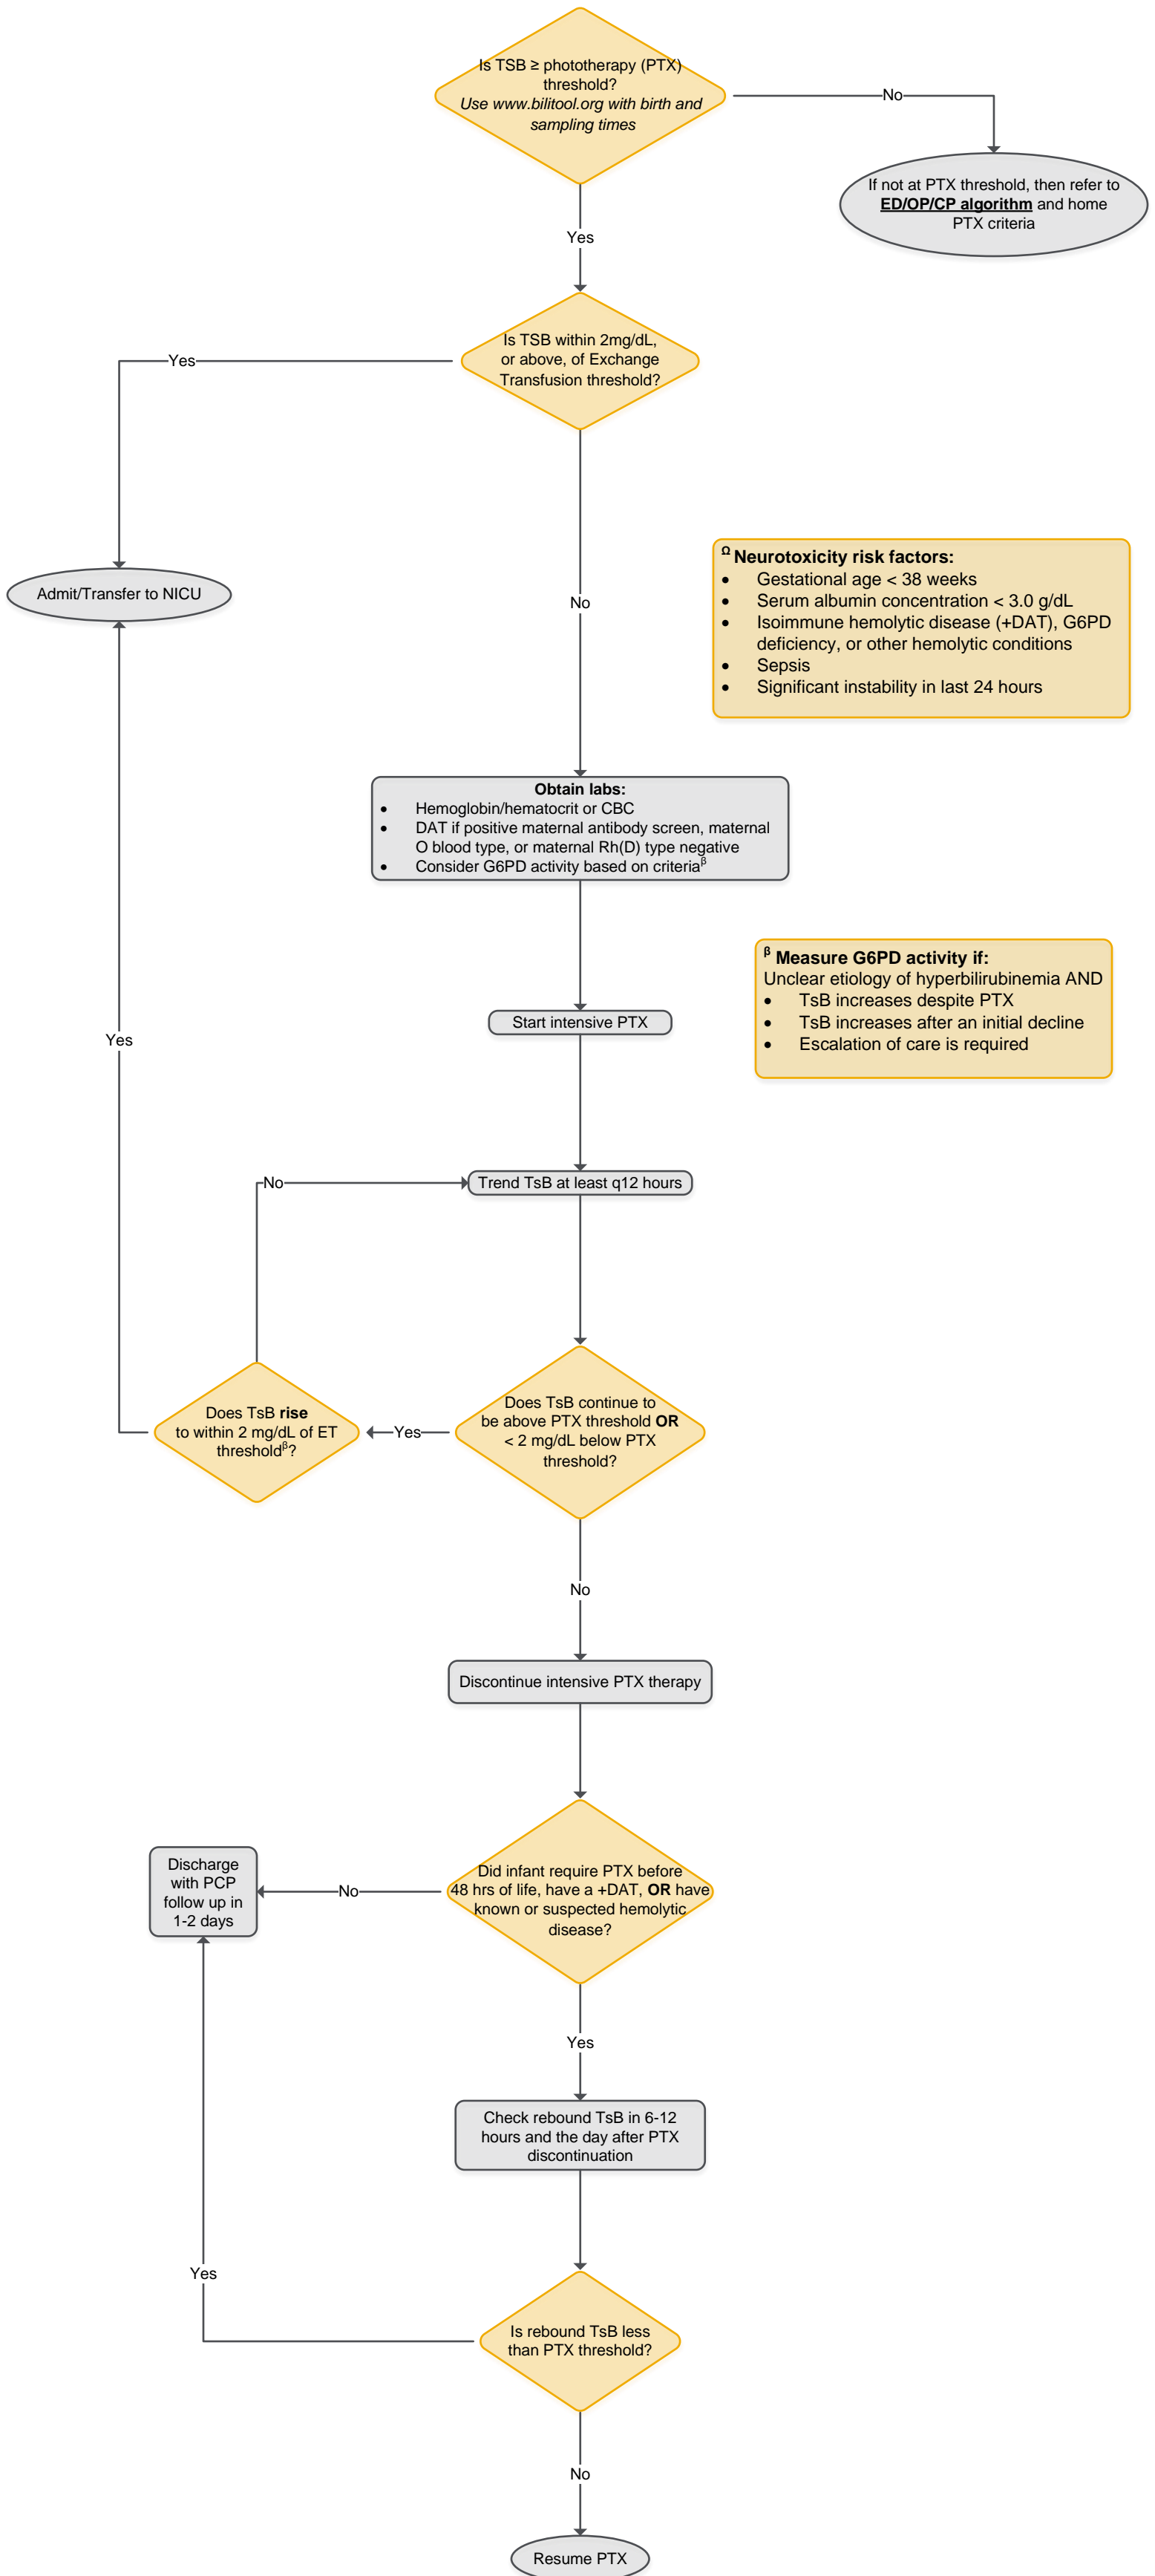 Is TSB ≥ phototherapy (PTX)
threshold?
Use www.bilitool.org with birth and
sampling times
No
If not at PTX threshold, then refer to
ED/OP/CP algorithm and home
PTX criteria
Yes
Is TSB within 2mg/dL,
or above, of Exchange
Transfusion threshold?
Yes
Admit/Transfer to NICU
No
Ω Neurotoxicity risk factors:
• Gestational age < 38 weeks
• Serum albumin concentration < 3.0 g/dL
• Isoimmune hemolytic disease (+DAT), G6PD
deficiency, or other hemolytic conditions
• Sepsis
• Significant instability in last 24 hours
Obtain labs:
• Hemoglobin/hematocrit or CBC
• DAT if positive maternal antibody screen, maternal
O blood type, or maternal Rh(D) type negative
• Consider G6PD activity based on criteriaβ
β Measure G6PD activity if:
Unclear etiology of hyperbilirubinemia AND
• TsB increases despite PTX
• TsB increases after an initial decline
• Escalation of care is required
Start intensive PTX
Yes
No
Trend TsB at least q12 hours
Does TsB rise
to within 2 mg/dL of ET
thresholdβ?
Yes
Does TsB continue to
be above PTX threshold OR
< 2 mg/dL below PTX
threshold?
No
Discontinue intensive PTX therapy
Discharge
with PCP
follow up in
1-2 days
No
Did infant require PTX before
48 hrs of life, have a +DAT, OR have
known or suspected hemolytic
disease?
Yes
Check rebound TsB in 6-12
hours and the day after PTX
discontinuation
Yes
Is rebound TsB less
than PTX threshold?
No
Resume PTX